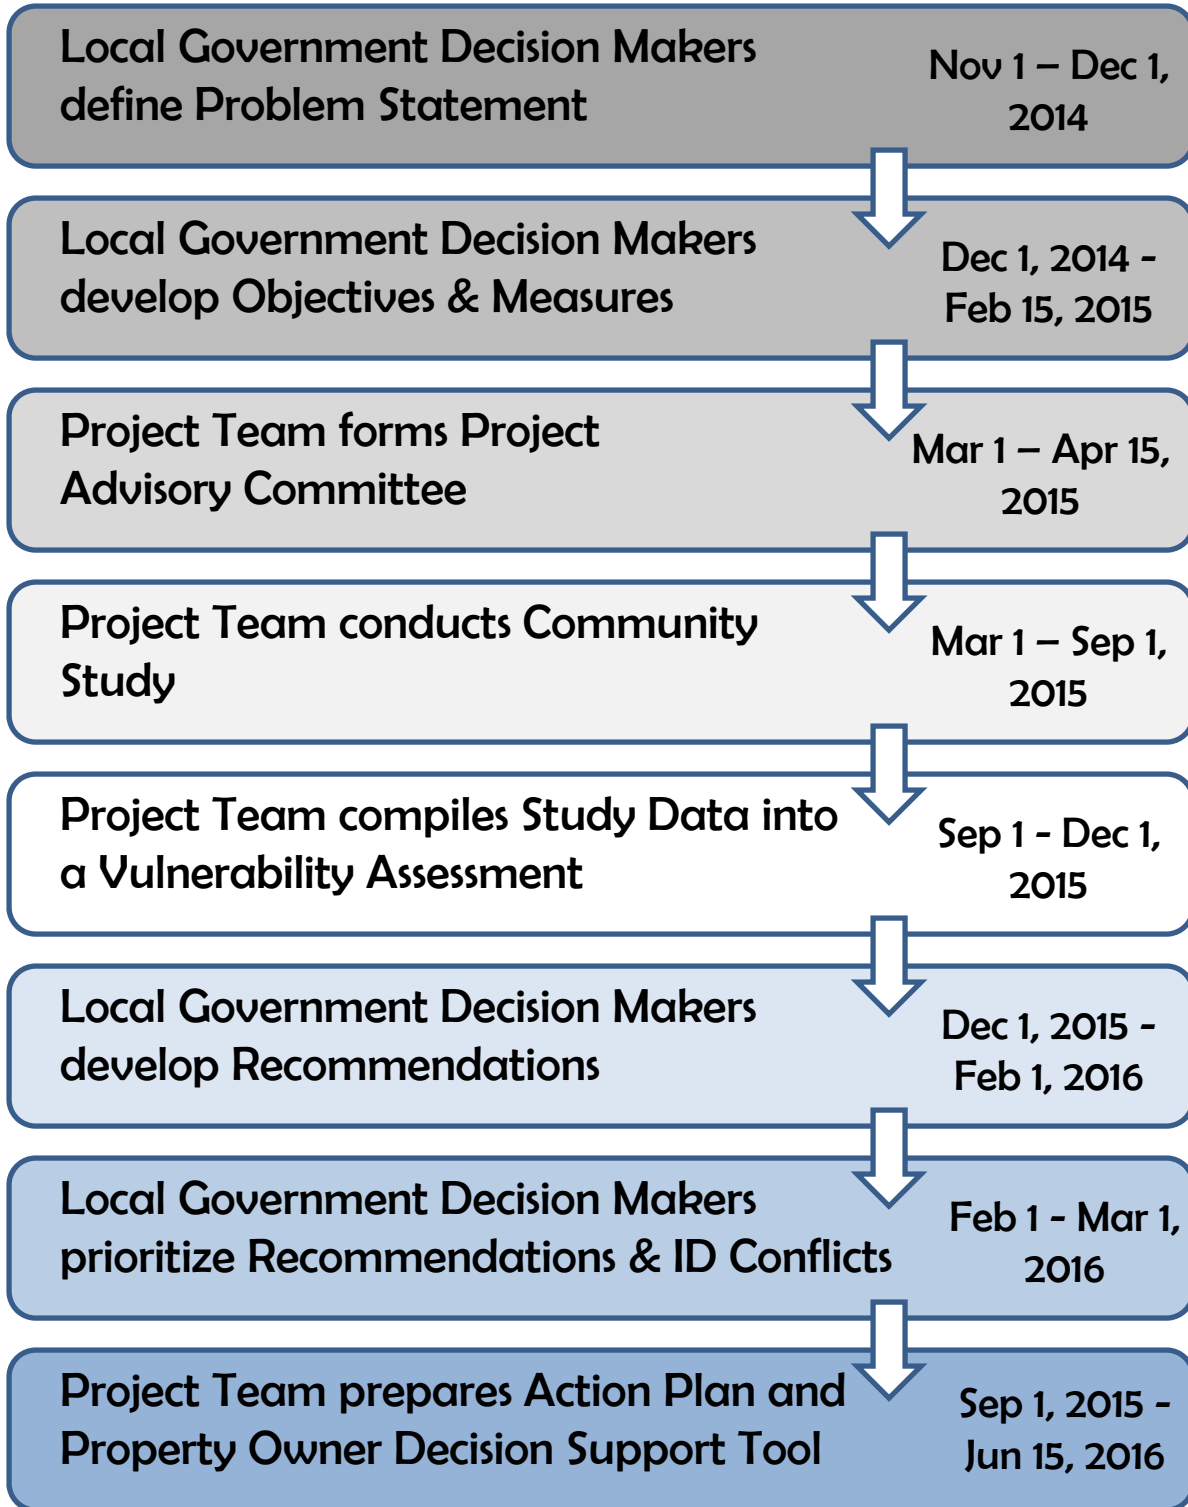 Local Government Decision Makers
define Problem Statement
Nov 1 – Dec 1,
2014
Local Government Decision Makers
develop Objectives & Measures
Dec 1, 2014 -
Feb 15, 2015
Project Team forms Project
Advisory Committee
Mar 1 – Apr 15,
2015
Project Team conducts Community
Study
Mar 1 – Sep 1,
2015
Project Team compiles Study Data into
a Vulnerability Assessment
Sep 1 - Dec 1,
2015
Local Government Decision Makers
develop Recommendations
Dec 1, 2015 -
Feb 1, 2016
Local Government Decision Makers
prioritize Recommendations & ID Conflicts
Feb 1 - Mar 1,
2016
Project Team prepares Action Plan and
Property Owner Decision Support Tool
Sep 1, 2015 -
Jun 15, 2016